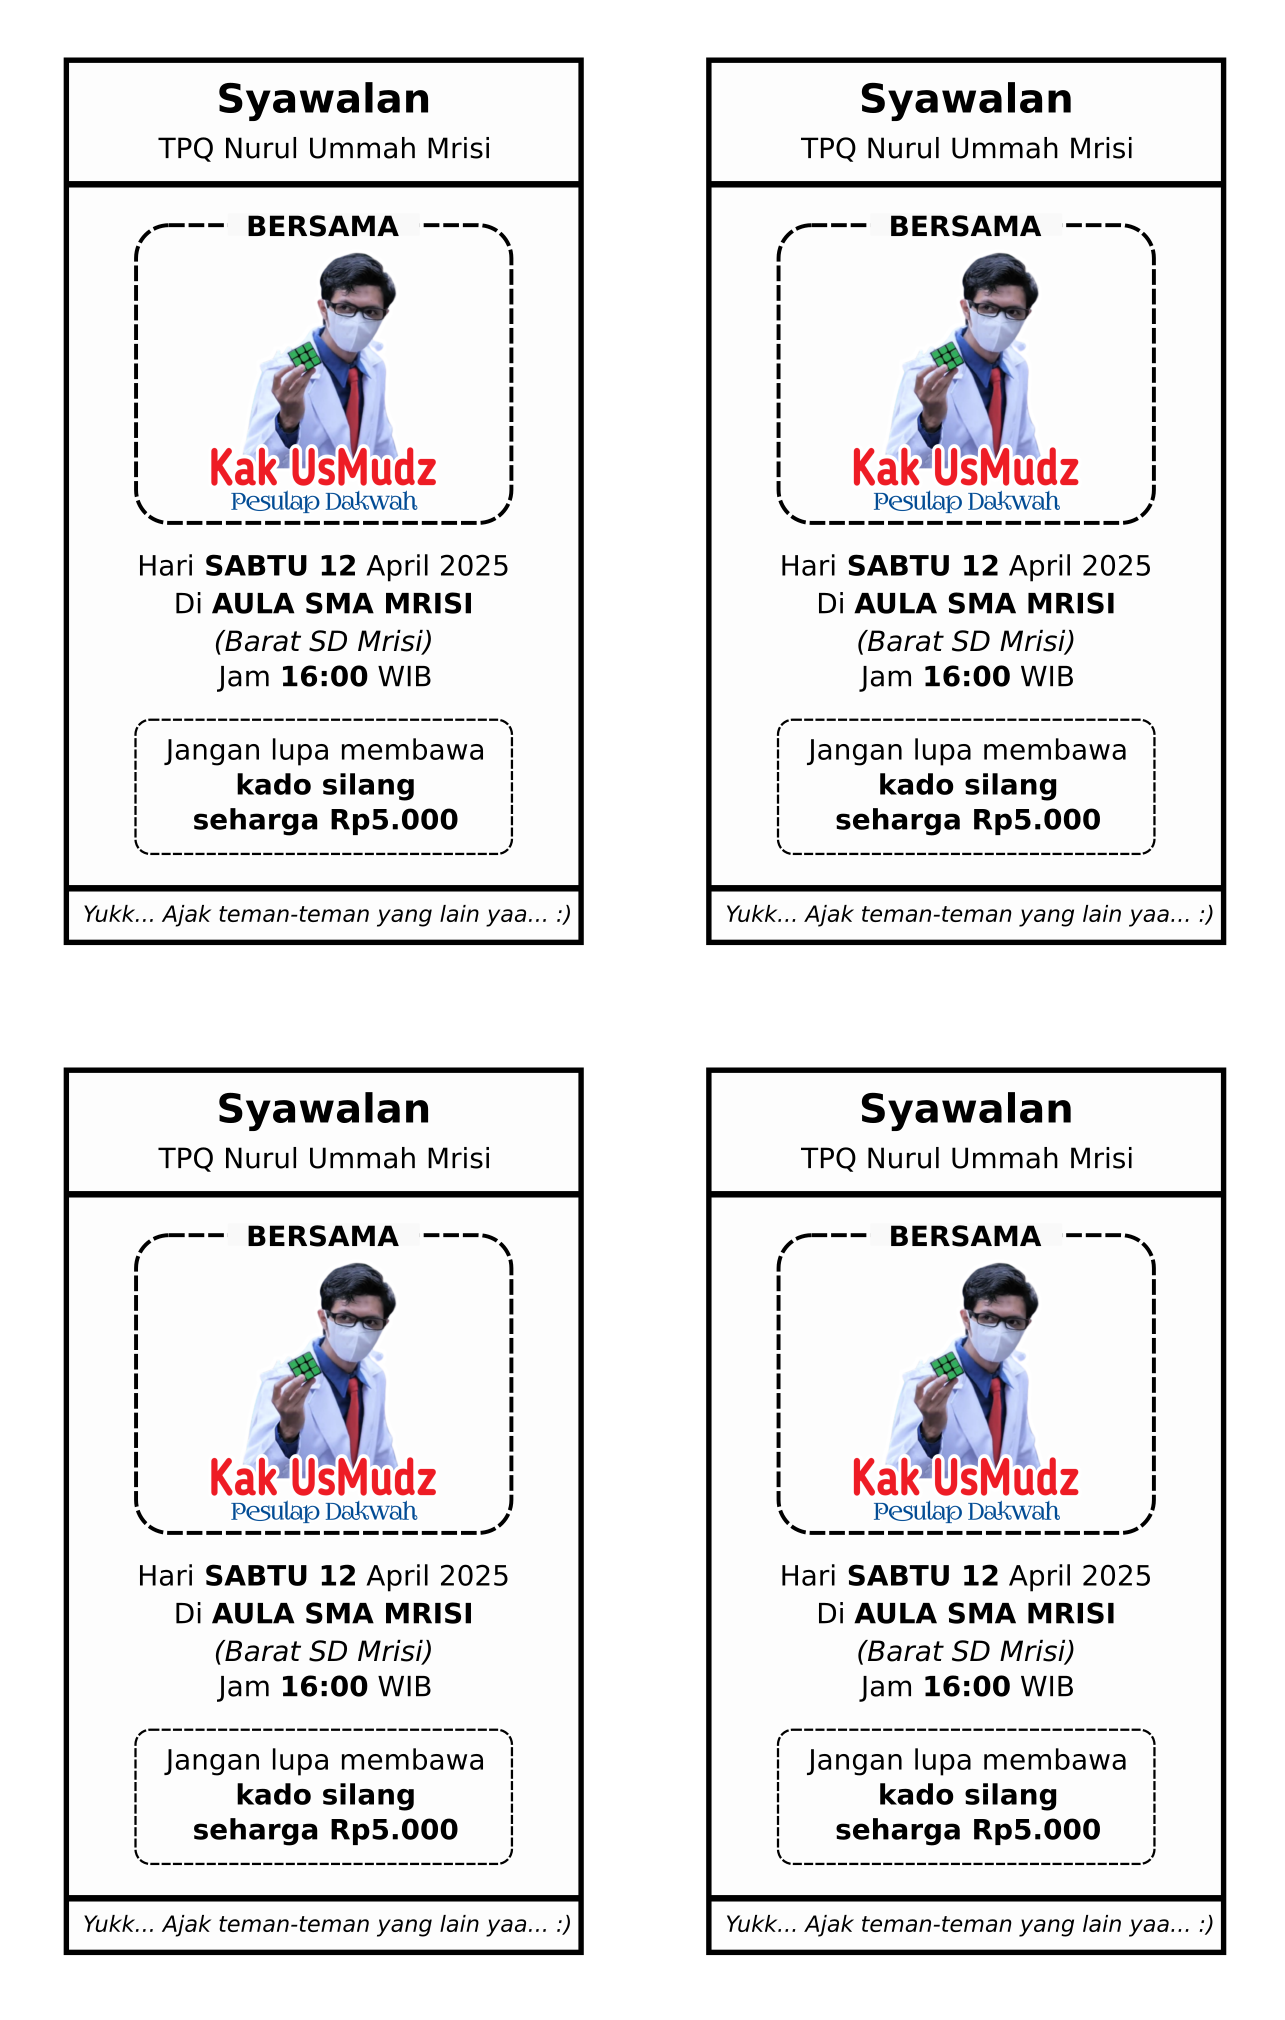 Syawalan
TPQ Nurul Ummah Mrisi
BERSAMA
Kak UsMudz
Pesulap Dakwah
Hari SABTU 12 April 2025
Di AULA SMA MRISI
(Barat SD Mrisi)
Jam 16:00 WIB
Jangan lupa membawa
kado silang
seharga Rp5.000
Yukk... Ajak teman-teman yang lain yaa... :)
Syawalan
TPQ Nurul Ummah Mrisi
BERSAMA
Kak UsMudz
Pesulap Dakwah
Hari SABTU 12 April 2025
Di AULA SMA MRISI
(Barat SD Mrisi)
Jam 16:00 WIB
Jangan lupa membawa
kado silang
seharga Rp5.000
Yukk... Ajak teman-teman yang lain yaa... :)
Syawalan
TPQ Nurul Ummah Mrisi
BERSAMA
Kak UsMudz
Pesulap Dakwah
Hari SABTU 12 April 2025
Di AULA SMA MRISI
(Barat SD Mrisi)
Jam 16:00 WIB
Jangan lupa membawa
kado silang
seharga Rp5.000
Yukk... Ajak teman-teman yang lain yaa... :)
Syawalan
TPQ Nurul Ummah Mrisi
BERSAMA
Kak UsMudz
Pesulap Dakwah
Hari SABTU 12 April 2025
Di AULA SMA MRISI
(Barat SD Mrisi)
Jam 16:00 WIB
Jangan lupa membawa
kado silang
seharga Rp5.000
Yukk... Ajak teman-teman yang lain yaa... :)